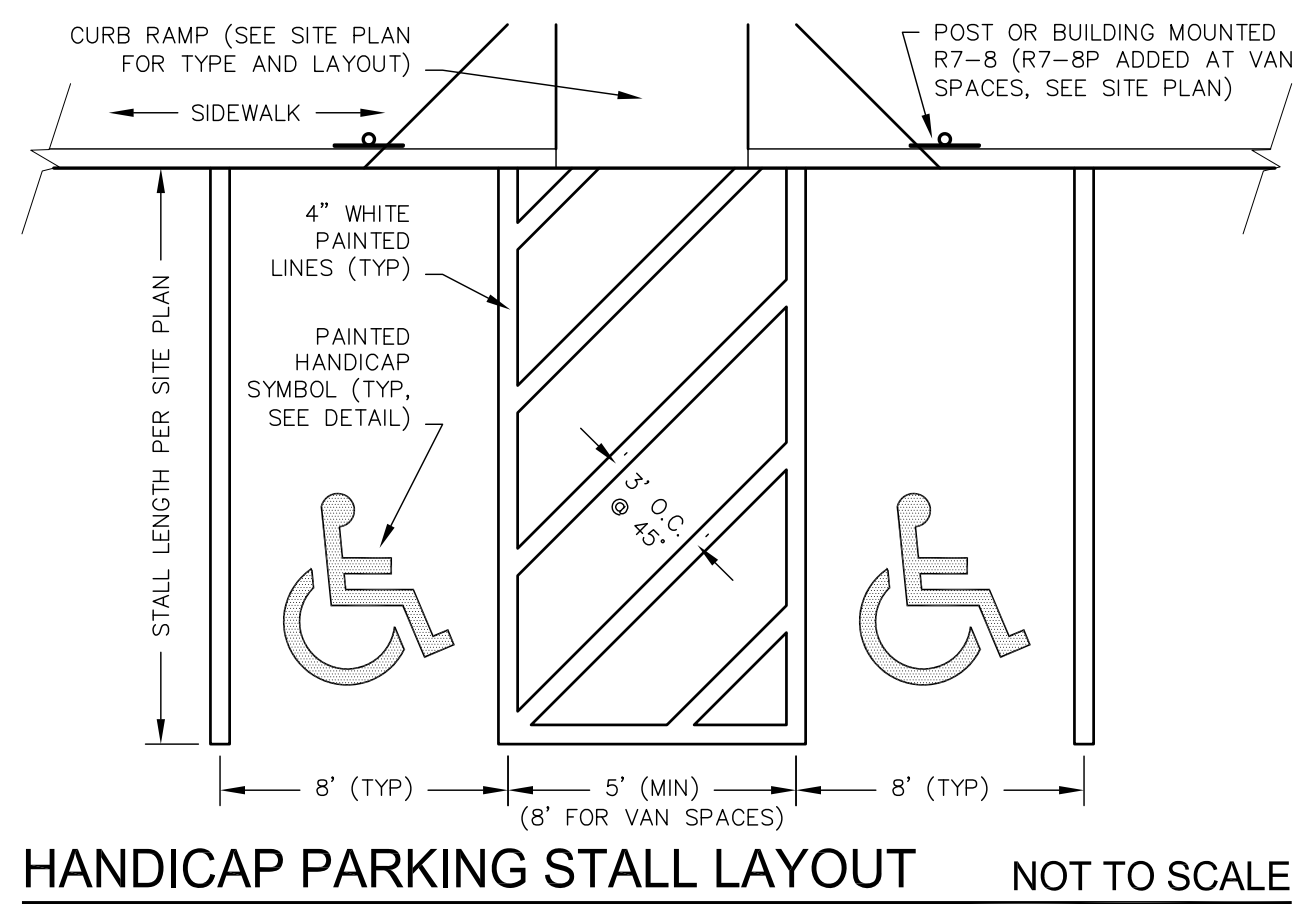 CURB RAMP (SEE SITE PLAN
FOR TYPE AND LAYOUT)
SIDEWALK
POST OR BUILDING MOUNTED
R7-8 (R7-8P ADDED AT VAN
SPACES, SEE SITE PLAN)
4” WHITE
PAINTED
LINES (TYP)
PAINTED
HANDICAP
SYMBOL (TYP,
SEE DETAIL)
STALL LENGTH PER SITE PLAN
3’ O.C.
@ 45°
8’ (TYP)
5’ (MIN)
(8’ FOR VAN SPACES)
8’ (TYP)
HANDICAP PARKING STALL LAYOUT
NOT TO SCALE